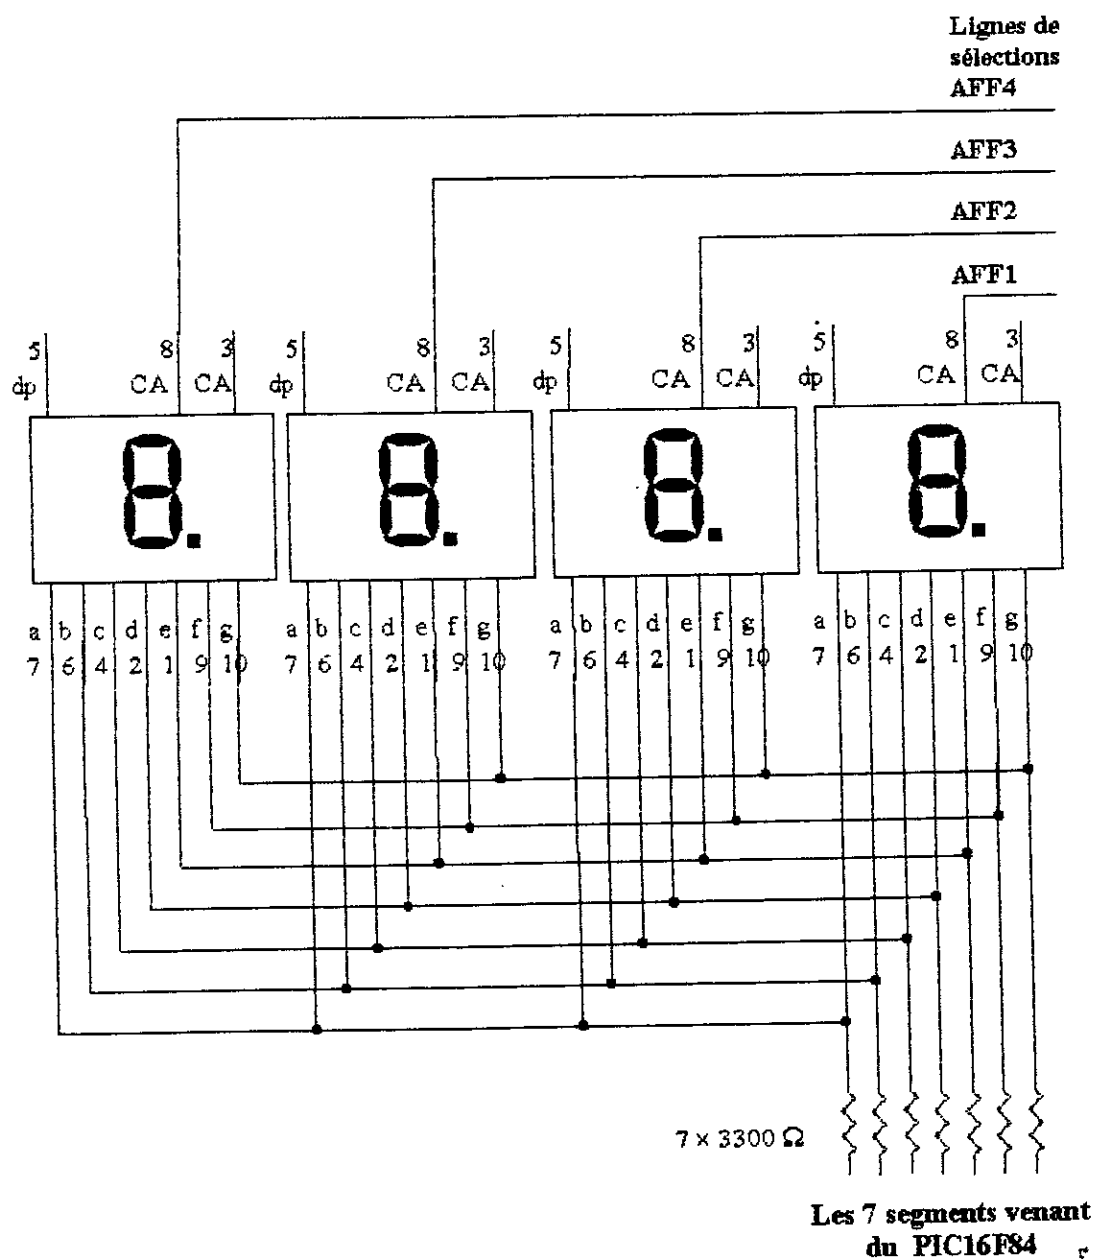 Lignes de
sélections
AFF4
AFF3
AFF2
AFF1
5 8 3 5 8 3 5 8 3 5 8 3
dp CA CA dp CA CA dp CA CA dp CA CA
a b c d e f g a b c d e f g a b c d e f g a b c d e f g
7 6 4 2 1 9 10 7 6 4 2 1 9 10 7 6 4 2 1 9 10 7 6 4 2 1 9 10
7 × 3300 Ω
Les 7 segments venant
du PIC16F84